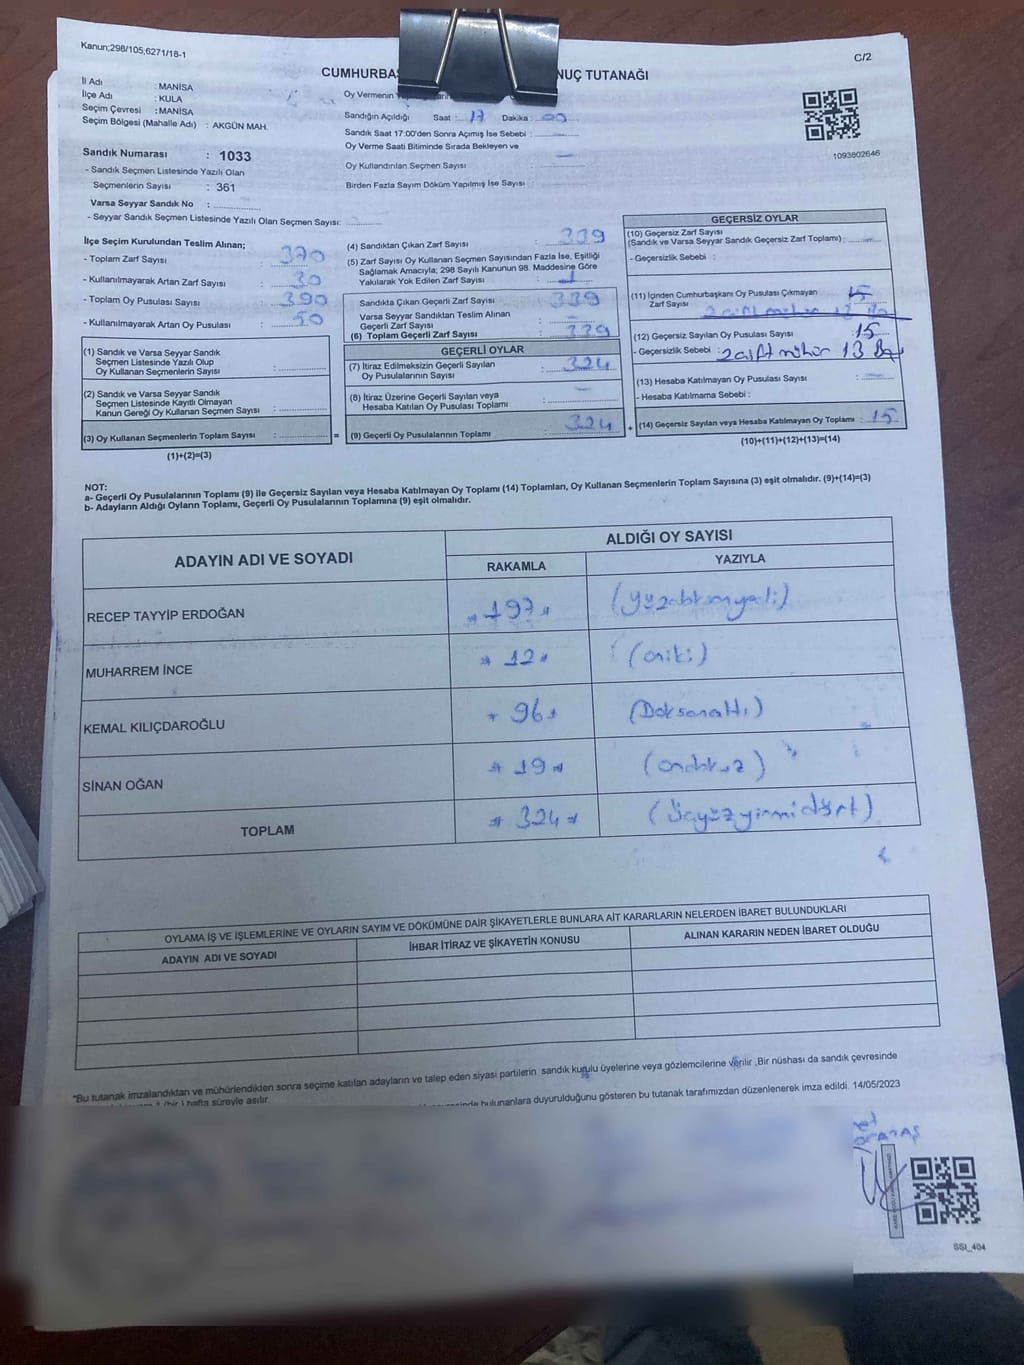 Kanun;298/105;6271/18-1
C/2
CUMHURBAŞ NUÇ TUTANAĞI
İl Adı : MANİSA
İlçe Adı : KULA
Seçim Çevresi : MANİSA
Seçim Bölgesi (Mahalle Adı) : AKGÜN MAH.
Sandık Numarası : 1033
- Sandık Seçmen Listesinde Yazılı Olan
Seçmenlerin Sayısı : 361
Varsa Seyyar Sandık No :
- Seyyar Sandık Seçmen Listesinde Yazılı Olan Seçmen Sayısı:
Oy Vermenin
Sandığın Açıldığı Saat : 17 Dakika : 00
Sandık Saat 17:00'den Sonra Açımış İse Sebebi :
Oy Verme Saati Bitiminde Sırada Bekleyen ve
Oy Kullandırılan Seçmen Sayısı :
Birden Fazla Sayım Döküm Yapılmış İse Sayısı :
1093802646
İlçe Seçim Kurulundan Teslim Alınan;
- Toplam Zarf Sayısı : 370
- Kullanılmayarak Artan Zarf Sayısı : 30
- Toplam Oy Pusulası Sayısı : 390
- Kullanılmayarak Artan Oy Pusulası : 50
(1) Sandık ve Varsa Seyyar Sandık
Seçmen Listesinde Yazılı Olup
Oy Kullanan Seçmenlerin Sayısı :
(2) Sandık ve Varsa Seyyar Sandık
Seçmen Listesinde Kayıtlı Olmayan
Kanun Gereği Oy Kullanan Seçmen Sayısı :
(3) Oy Kullanan Seçmenlerin Toplam Sayısı :
(1)+(2)=(3)
(4) Sandıktan Çıkan Zarf Sayısı : 339
(5) Zarf Sayısı Oy Kullanan Seçmen Sayısından Fazla İse, Eşitliği
Sağlamak Amacıyla; 298 Sayılı Kanunun 98. Maddesine Göre
Yakılarak Yok Edilen Zarf Sayısı : 1
Sandıkta Çıkan Geçerli Zarf Sayısı : 339
Varsa Seyyar Sandıktan Teslim Alınan
Geçerli Zarf Sayısı :
(6) Toplam Geçerli Zarf Sayısı : 339
GEÇERLİ OYLAR
(7) İtiraz Edilmeksizin Geçerli Sayılan
Oy Pusulalarının Sayısı : 324
(8) İtiraz Üzerine Geçerli Sayılan veya
Hesaba Katılan Oy Pusulası Toplamı :
= (9) Geçerli Oy Pusulalarının Toplamı : 324
GEÇERSİZ OYLAR
(10) Geçersiz Zarf Sayısı
(Sandık ve Varsa Seyyar Sandık Geçersiz Zarf Toplamı) :
- Geçersizlik Sebebi :
(11) İçinden Cumhurbaşkanı Oy Pusulası Çıkmayan
Zarf Sayısı : 15
(12) Geçersiz Sayılan Oy Pusulası Sayısı : 15
- Geçersizlik Sebebi : 2 çift mühür 13
(13) Hesaba Katılmayan Oy Pusulası Sayısı :
- Hesaba Katılmama Sebebi :
+ (14) Geçersiz Sayılan veya Hesaba Katılmayan Oy Toplamı : 15
(10)+(11)+(12)+(13)=(14)
NOT:
a- Geçerli Oy Pusulalarının Toplamı (9) ile Geçersiz Sayılan veya Hesaba Katılmayan Oy Toplamı (14) Toplamları, Oy Kullanan Seçmenlerin Toplam Sayısına (3) eşit olmalıdır. (9)+(14)=(3)
b- Adayların Aldığı Oyların Toplamı, Geçerli Oy Pusulalarının Toplamına (9) eşit olmalıdır.
ADAYIN ADI VE SOYADI
ALDIĞI OY SAYISI
RAKAMLA YAZIYLA
RECEP TAYYİP ERDOĞAN 197 (yüzdoksanyedi)
MUHARREM İNCE 12 (oniki)
KEMAL KILIÇDAROĞLU 96 (Doksanaltı)
SİNAN OĞAN 19 (ondokuz)
TOPLAM 324 (üçyüzyirmidört)
OYLAMA İŞ VE İŞLEMLERİNE VE OYLARIN SAYIM VE DÖKÜMÜNE DAİR ŞİKAYETLERLE BUNLARA AİT KARARLARIN NELERDEN İBARET BULUNDUKLARI
ADAYIN ADI VE SOYADI İHBAR İTİRAZ VE ŞİKAYETİN KONUSU ALINAN KARARIN NEDEN İBARET OLDUĞU
*Bu tutanak imzalandıktan ve mühürlendikten sonra seçime katılan adayların ve talep eden siyasi partilerin sandık kurulu üyelerine veya gözlemcilerine verilir ,Bir nüshası da sandık çevresinde
1 (bir ) hafta süreyle asılır.
bulunanlara duyurulduğunu gösteren bu tutanak tarafımızdan düzenlenerek imza edildi. 14/05/2023
SSI_404